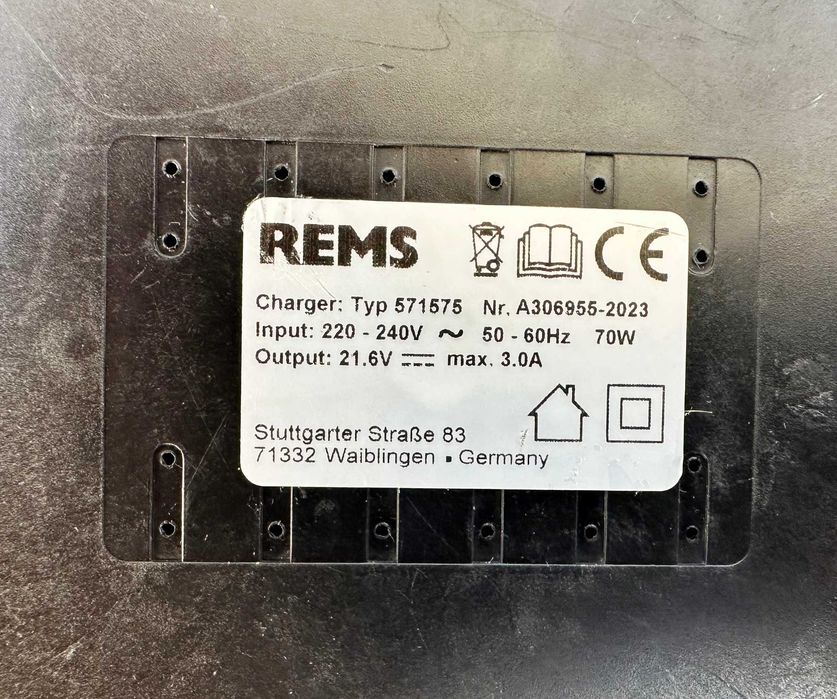 REMS
CE
Charger: Typ 571575 Nr. A306955-2023
Input: 220 - 240V ~ 50 - 60Hz 70W
Output: 21.6V ⎓ max. 3.0A
Stuttgarter Straße 83
71332 Waiblingen ▪ Germany